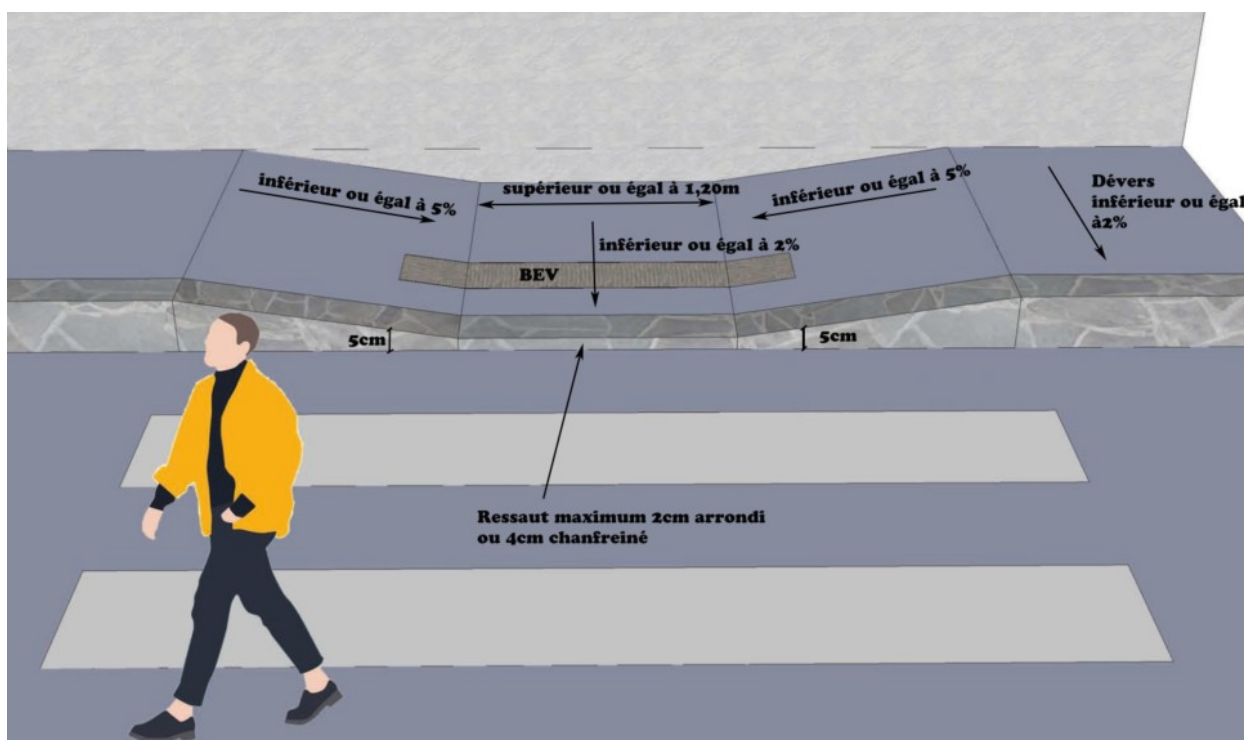 inférieur ou égal à 5%
supérieur ou égal à 1,20m
inférieur ou égal à 5%
Dévers
inférieur ou égal
à2%
inférieur ou égal à 2%
BEV
5cm
5cm
Ressaut maximum 2cm arrondi
ou 4cm chanfreiné